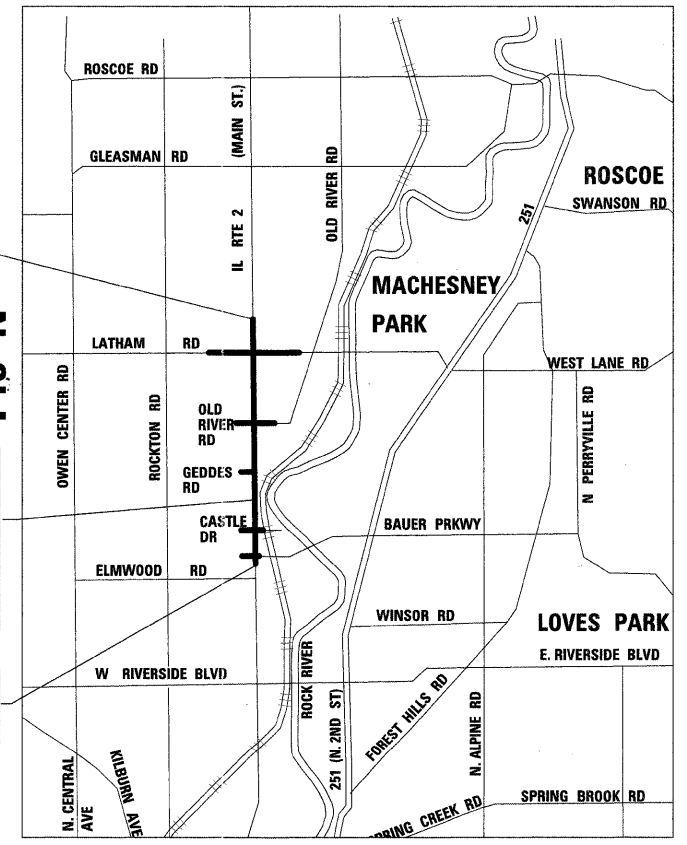 ROSCOE RD
(MAIN ST.)
GLEASMAN RD
OLD RIVER RD
ROSCOE
SWANSON RD
251
IL RTE 2
MACHESNEY
PARK
LATHAM RD
WEST LANE RD
OWEN CENTER RD
ROCKTON RD
OLD
RIVER
RD
N PERRYVILLE RD
GEDDES
RD
CASTLE
DR
BAUER PRKWY
ELMWOOD RD
WINSOR RD
LOVES PARK
E. RIVERSIDE BLVD
W RIVERSIDE BLVD
ROCK RIVER
251 (N. 2ND ST)
FOREST HILLS RD
N. ALPINE RD
N. CENTRAL
AVE
KILBURN AVE
SPRING CREEK RD
SPRING BROOK RD